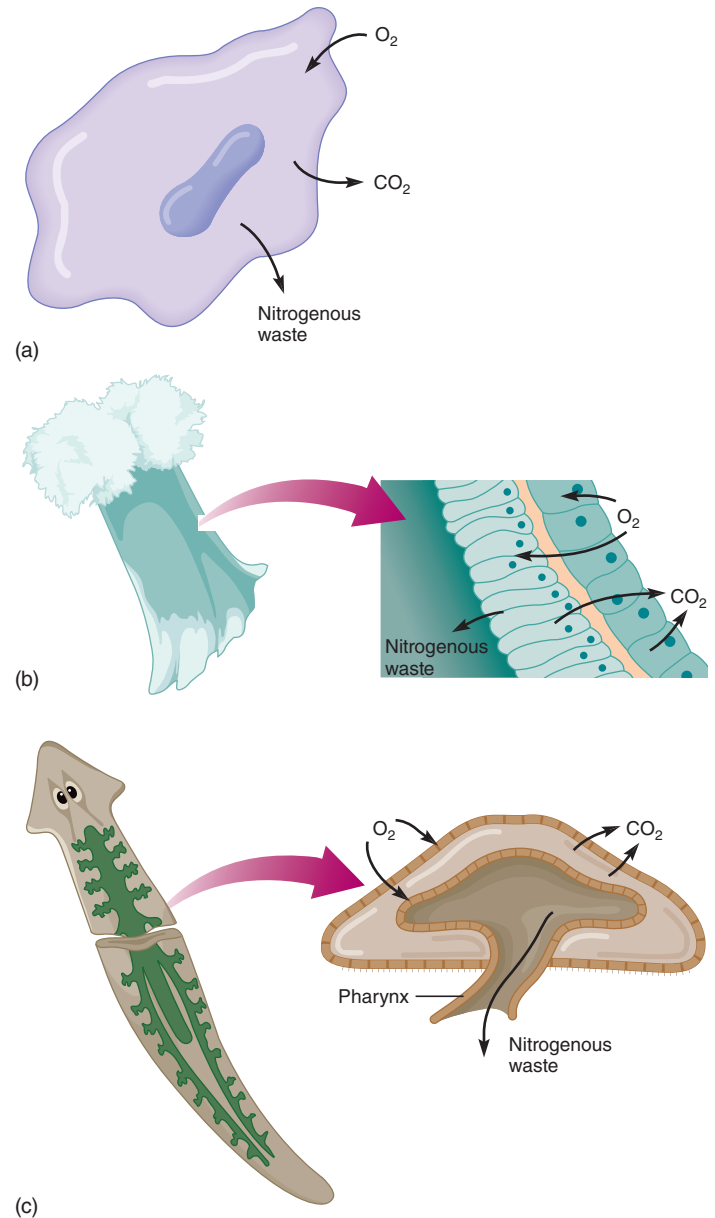 O₂
CO₂
Nitrogenous
waste
(a)
O₂
CO₂
Nitrogenous
waste
(b)
O₂
CO₂
Pharynx
Nitrogenous
waste
(c)